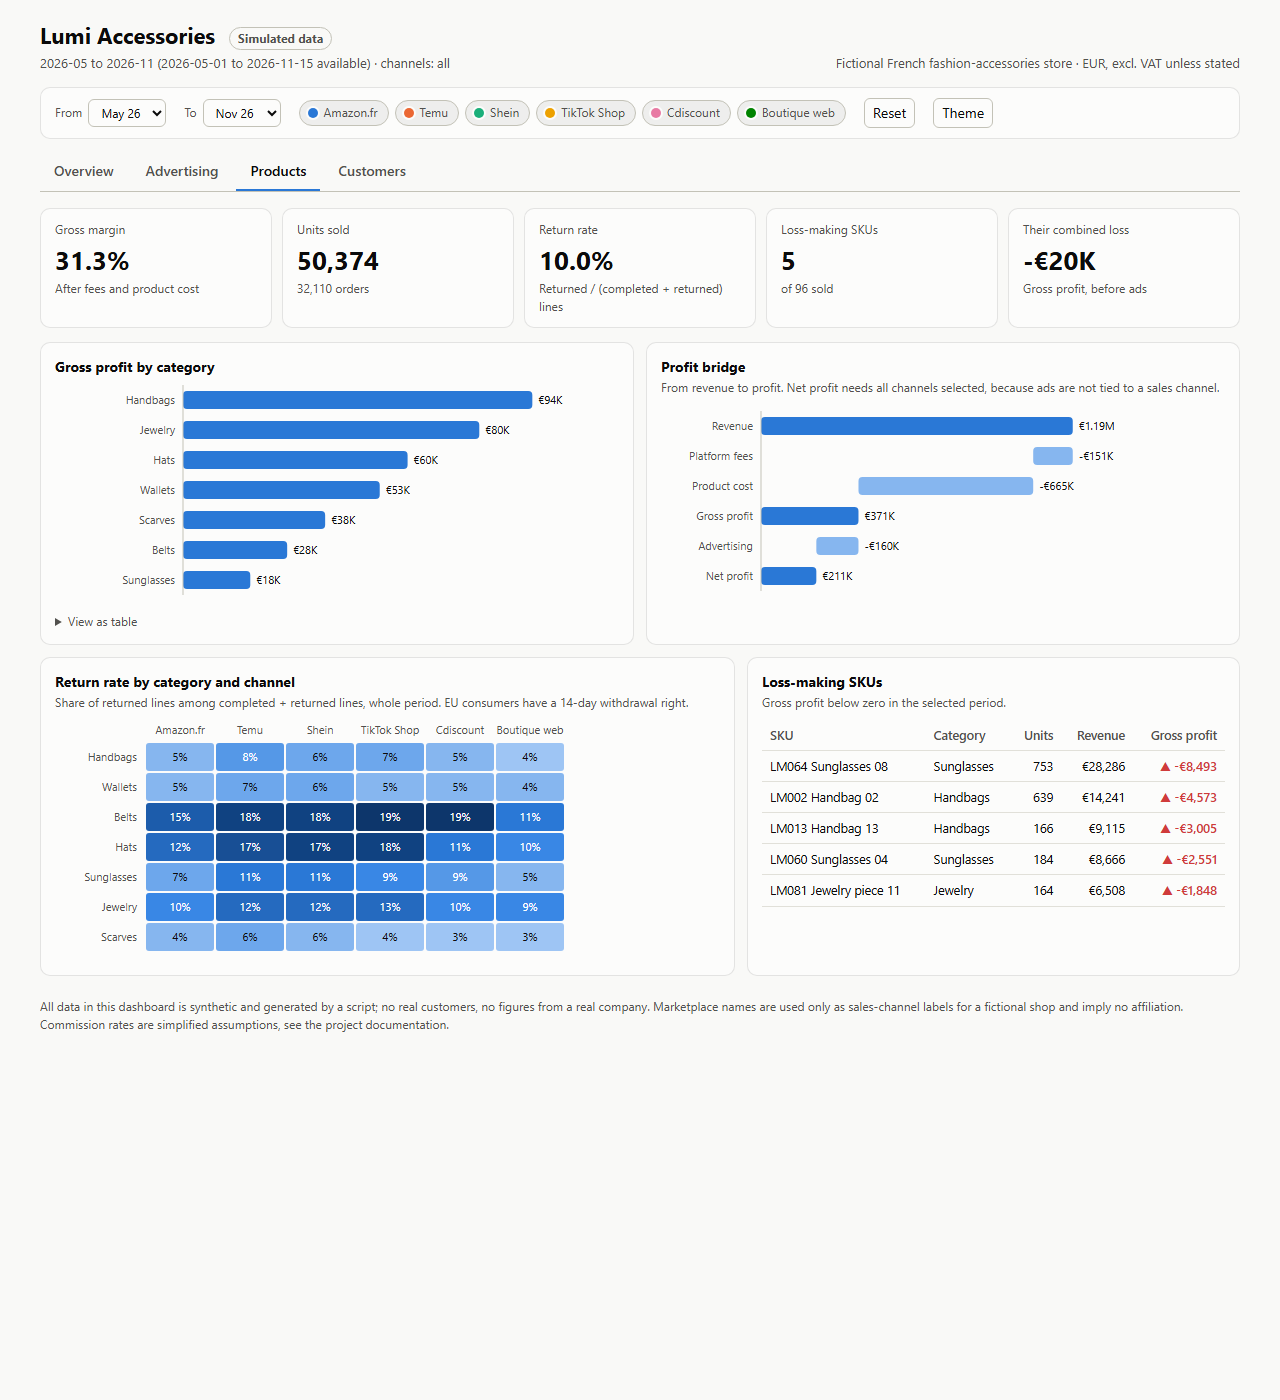 Lumi Accessories
Simulated data
2026-05 to 2026-11 (2026-05-01 to 2026-11-15 available) · channels: all
Fictional French fashion-accessories store · EUR, excl. VAT unless stated
From May 26 To Nov 26 Amazon.fr Temu Shein TikTok Shop Cdiscount Boutique web Reset Theme
Overview Advertising Products Customers
Gross margin
31.3%
After fees and product cost
Units sold
50,374
32,110 orders
Return rate
10.0%
Returned / (completed + returned)
lines
Loss-making SKUs
5
of 96 sold
Their combined loss
-€20K
Gross profit, before ads
Gross profit by category
Handbags €94K
Jewelry €80K
Hats €60K
Wallets €53K
Scarves €38K
Belts €28K
Sunglasses €18K
▶ View as table
Profit bridge
From revenue to profit. Net profit needs all channels selected, because ads are not tied to a sales channel.
Revenue €1.19M
Platform fees -€151K
Product cost -€665K
Gross profit €371K
Advertising -€160K
Net profit €211K
Return rate by category and channel
Share of returned lines among completed + returned lines, whole period. EU consumers have a 14-day withdrawal right.
Amazon.fr Temu Shein TikTok Shop Cdiscount Boutique web
Handbags 5% 8% 6% 7% 5% 4%
Wallets 5% 7% 6% 5% 5% 4%
Belts 15% 18% 18% 19% 19% 11%
Hats 12% 17% 17% 18% 11% 10%
Sunglasses 7% 11% 11% 9% 9% 5%
Jewelry 10% 12% 12% 13% 10% 9%
Scarves 4% 6% 6% 4% 3% 3%
Loss-making SKUs
Gross profit below zero in the selected period.
SKU Category Units Revenue Gross profit
LM064 Sunglasses 08 Sunglasses 753 €28,286 ▲ -€8,493
LM002 Handbag 02 Handbags 639 €14,241 ▲ -€4,573
LM013 Handbag 13 Handbags 166 €9,115 ▲ -€3,005
LM060 Sunglasses 04 Sunglasses 184 €8,666 ▲ -€2,551
LM081 Jewelry piece 11 Jewelry 164 €6,508 ▲ -€1,848
All data in this dashboard is synthetic and generated by a script; no real customers, no figures from a real company. Marketplace names are used only as sales-channel labels for a fictional shop and imply no affiliation.
Commission rates are simplified assumptions, see the project documentation.